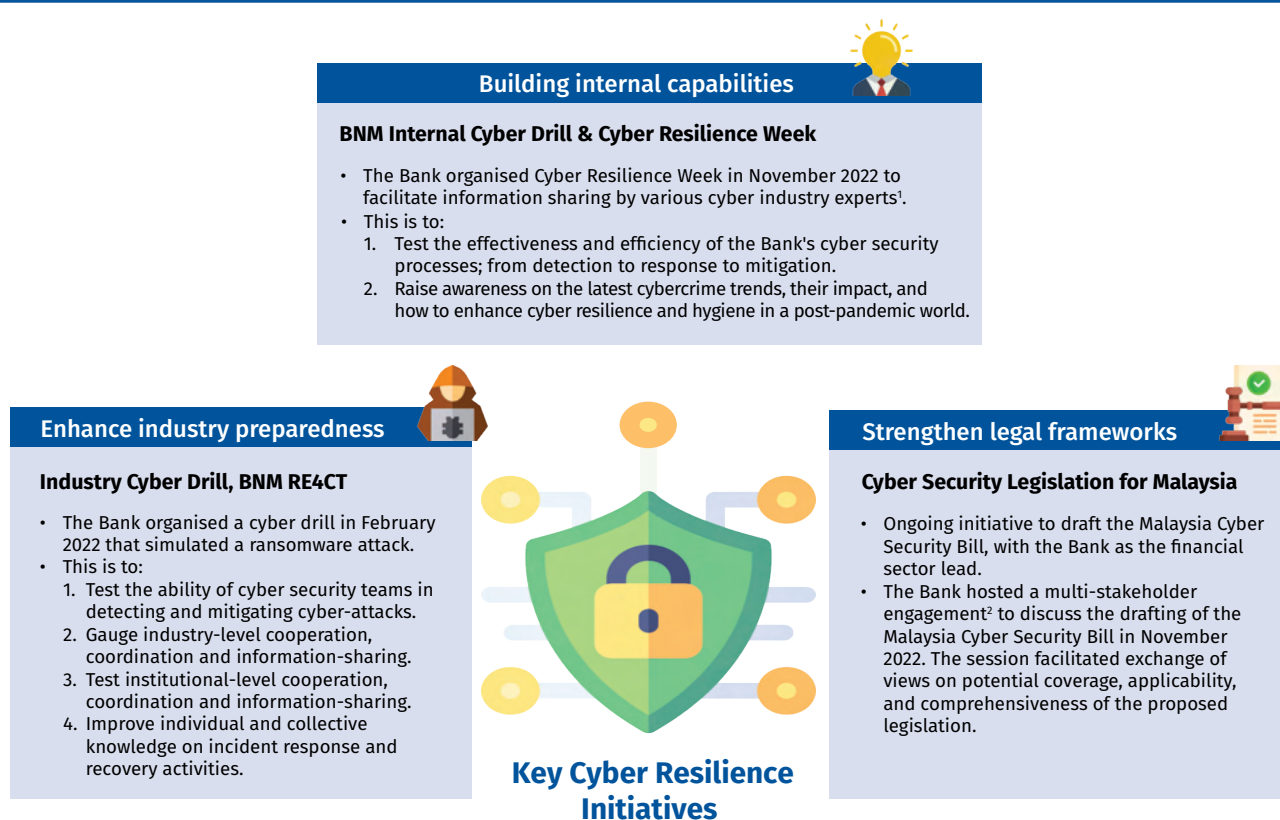 Building internal capabilities
BNM Internal Cyber Drill & Cyber Resilience Week
• The Bank organised Cyber Resilience Week in November 2022 to
facilitate information sharing by various cyber industry experts¹.
• This is to:
1. Test the effectiveness and efficiency of the Bank's cyber security
processes; from detection to response to mitigation.
2. Raise awareness on the latest cybercrime trends, their impact, and
how to enhance cyber resilience and hygiene in a post-pandemic world.
Enhance industry preparedness
Industry Cyber Drill, BNM RE4CT
• The Bank organised a cyber drill in February
2022 that simulated a ransomware attack.
• This is to:
1. Test the ability of cyber security teams in
detecting and mitigating cyber-attacks.
2. Gauge industry-level cooperation,
coordination and information-sharing.
3. Test institutional-level cooperation,
coordination and information-sharing.
4. Improve individual and collective
knowledge on incident response and
recovery activities.
Strengthen legal frameworks
Cyber Security Legislation for Malaysia
• Ongoing initiative to draft the Malaysia Cyber
Security Bill, with the Bank as the financial
sector lead.
• The Bank hosted a multi-stakeholder
engagement² to discuss the drafting of the
Malaysia Cyber Security Bill in November
2022. The session facilitated exchange of
views on potential coverage, applicability,
and comprehensiveness of the proposed
legislation.
Key Cyber Resilience
Initiatives